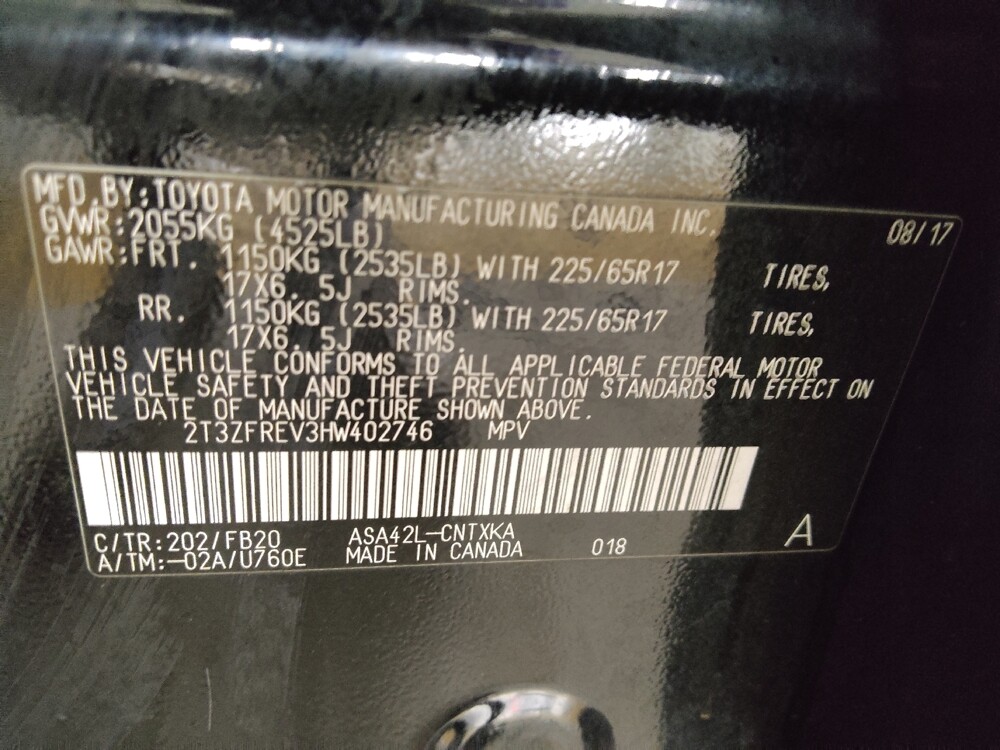 MFD.BY:TOYOTA MOTOR MANUFACTURING CANADA INC. 08/17
GVWR:2055KG (4525LB)
GAWR:FRT. 1150KG (2535LB) WITH 225/65R17 TIRES,
17X6. 5J RIMS.
RR. 1150KG (2535LB) WITH 225/65R17 TIRES,
17X6. 5J RIMS.
THIS VEHICLE CONFORMS TO ALL APPLICABLE FEDERAL MOTOR
VEHICLE SAFETY AND THEFT PREVENTION STANDARDS IN EFFECT ON
THE DATE OF MANUFACTURE SHOWN ABOVE.
2T3ZFREV3HW402746 MPV
C/TR:202/FB20 ASA42L-CNTXKA
A/TM:-02A/U760E MADE IN CANADA 018 A